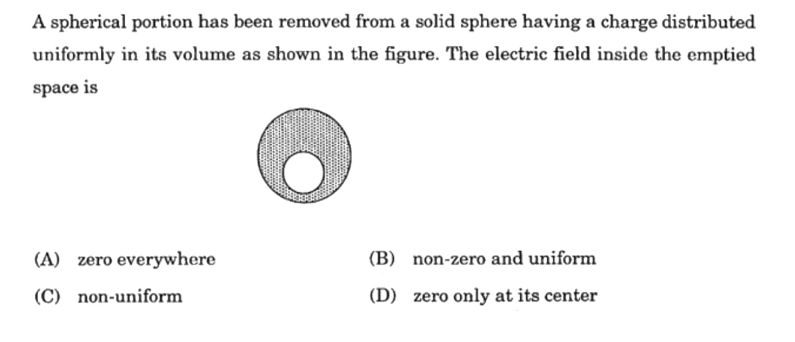 A spherical portion has been removed from a solid sphere having a charge distributed
uniformly in its volume as shown in the figure. The electric field inside the emptied
space is
(A) zero everywhere (B) non-zero and uniform
(C) non-uniform (D) zero only at its center